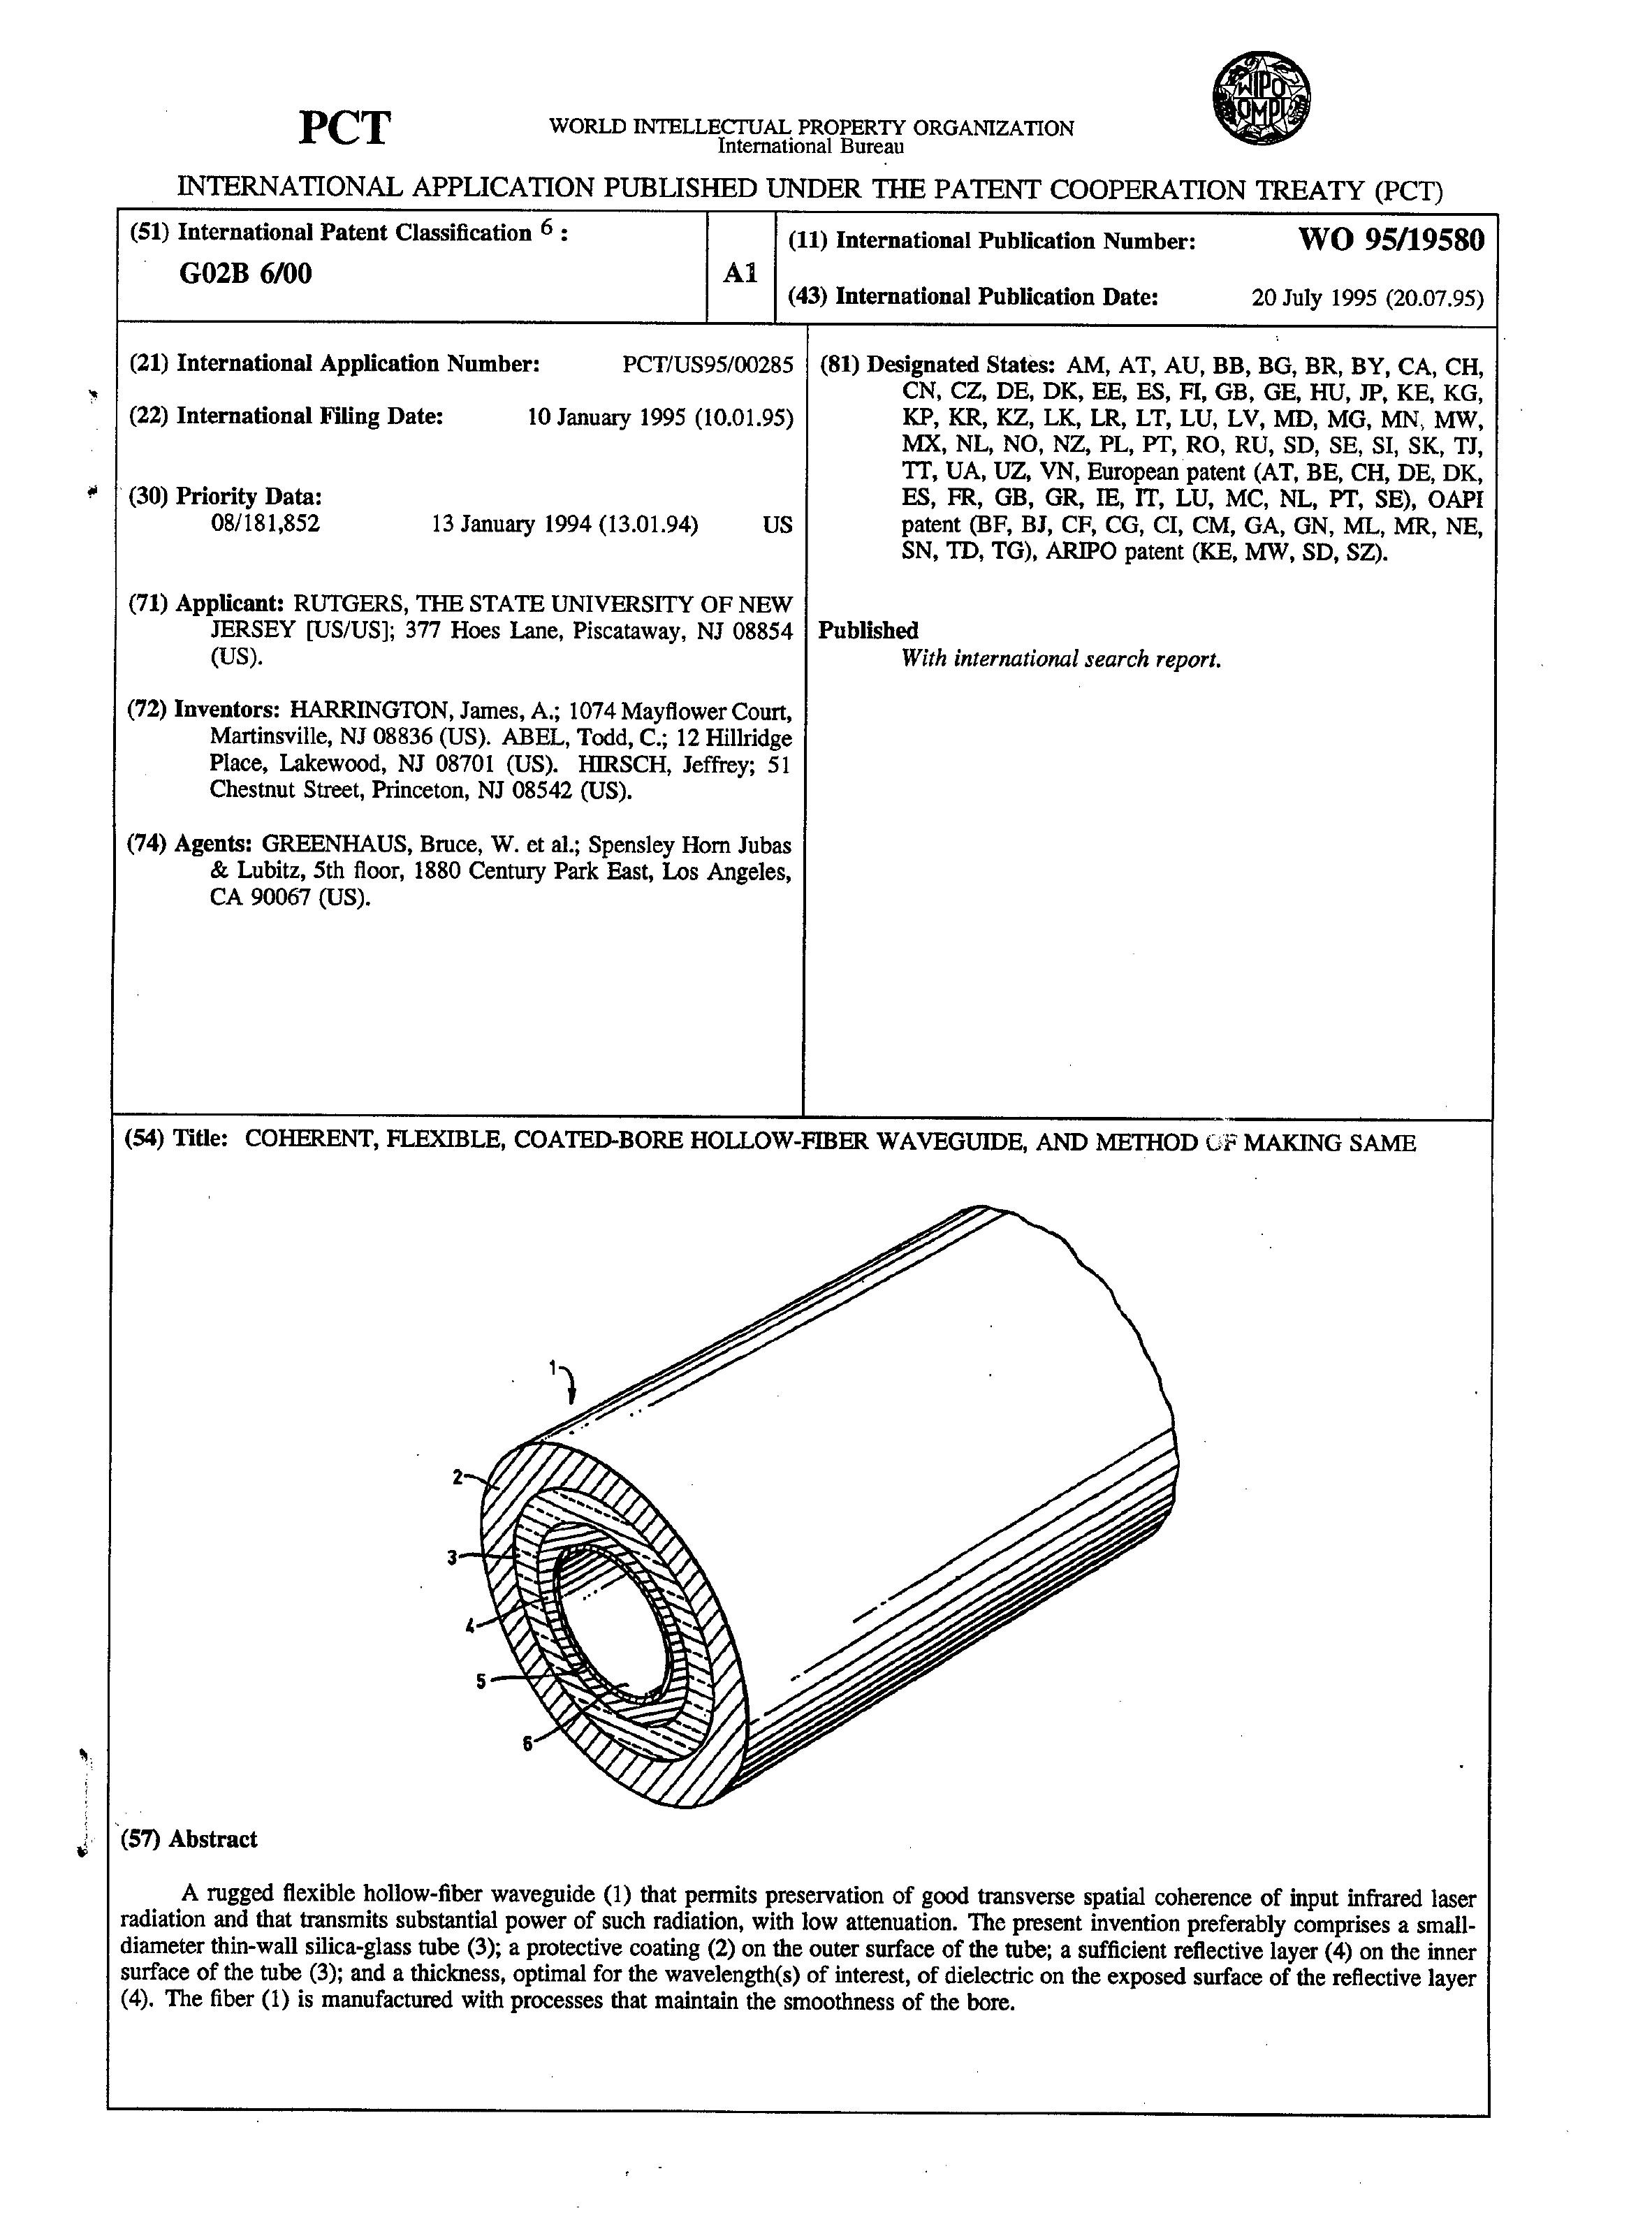 WIPO
OMPI
PCT
WORLD INTELLECTUAL PROPERTY ORGANIZATION
International Bureau
INTERNATIONAL APPLICATION PUBLISHED UNDER THE PATENT COOPERATION TREATY (PCT)
(51) International Patent Classification 6 :
G02B 6/00
A1
(11) International Publication Number: WO 95/19580
(43) International Publication Date: 20 July 1995 (20.07.95)
(21) International Application Number: PCT/US95/00285
(22) International Filing Date: 10 January 1995 (10.01.95)
(30) Priority Data:
08/181,852 13 January 1994 (13.01.94) US
(71) Applicant: RUTGERS, THE STATE UNIVERSITY OF NEW
JERSEY [US/US]; 377 Hoes Lane, Piscataway, NJ 08854
(US).
(72) Inventors: HARRINGTON, James, A.; 1074 Mayflower Court,
Martinsville, NJ 08836 (US). ABEL, Todd, C.; 12 Hillridge
Place, Lakewood, NJ 08701 (US). HIRSCH, Jeffrey; 51
Chestnut Street, Princeton, NJ 08542 (US).
(74) Agents: GREENHAUS, Bruce, W. et al.; Spensley Horn Jubas
& Lubitz, 5th floor, 1880 Century Park East, Los Angeles,
CA 90067 (US).
(81) Designated States: AM, AT, AU, BB, BG, BR, BY, CA, CH,
CN, CZ, DE, DK, EE, ES, FI, GB, GE, HU, JP, KE, KG,
KP, KR, KZ, LK, LR, LT, LU, LV, MD, MG, MN, MW,
MX, NL, NO, NZ, PL, PT, RO, RU, SD, SE, SI, SK, TJ,
TT, UA, UZ, VN, European patent (AT, BE, CH, DE, DK,
ES, FR, GB, GR, IE, IT, LU, MC, NL, PT, SE), OAPI
patent (BF, BJ, CF, CG, CI, CM, GA, GN, ML, MR, NE,
SN, TD, TG), ARIPO patent (KE, MW, SD, SZ).
Published
With international search report.
(54) Title: COHERENT, FLEXIBLE, COATED-BORE HOLLOW-FIBER WAVEGUIDE, AND METHOD OF MAKING SAME
1
2
3
4
5
6
(57) Abstract
A rugged flexible hollow-fiber waveguide (1) that permits preservation of good transverse spatial coherence of input infrared laser
radiation and that transmits substantial power of such radiation, with low attenuation. The present invention preferably comprises a small-
diameter thin-wall silica-glass tube (3); a protective coating (2) on the outer surface of the tube; a sufficient reflective layer (4) on the inner
surface of the tube (3); and a thickness, optimal for the wavelength(s) of interest, of dielectric on the exposed surface of the reflective layer
(4). The fiber (1) is manufactured with processes that maintain the smoothness of the bore.